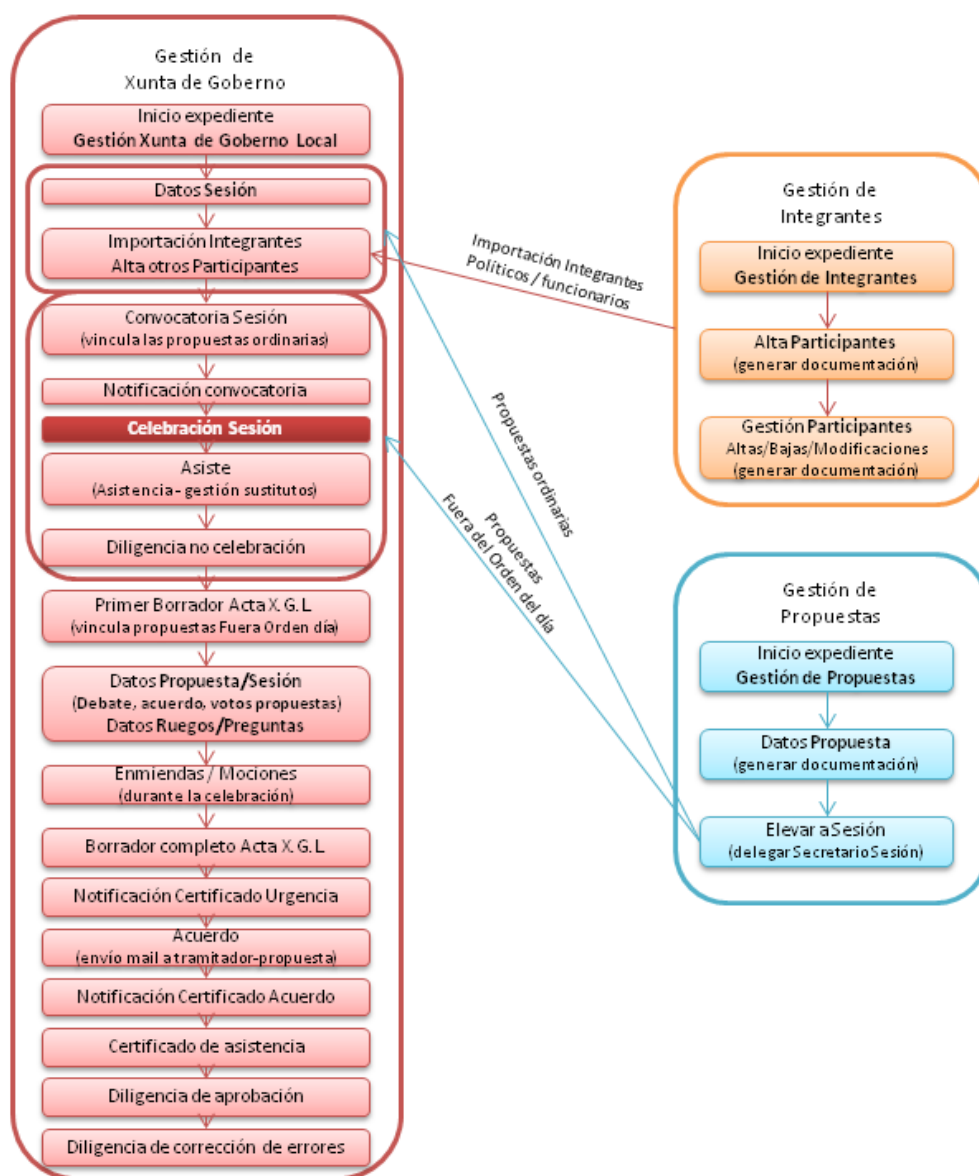 Gestión de
Xunta de Goberno
Inicio expediente
Gestión Xunta de Goberno Local
Datos Sesión
Importación Integrantes
Alta otros Participantes
Convocatoria Sesión
(vincula las propuestas ordinarias)
Notificación convocatoria
Celebración Sesión
Asiste
(Asistencia - gestión sustitutos)
Diligencia no celebración
Primer Borrador Acta X. G. L.
(vincula propuestas Fuera Orden día)
Datos Propuesta/Sesión
(Debate, acuerdo, votos propuestas)
Datos Ruegos/Preguntas
Enmiendas / Mociones
(durante la celebración)
Borrador completo Acta X. G. L.
Notificación Certificado Urgencia
Acuerdo
(envío mail a tramitador-propuesta)
Notificación Certificado Acuerdo
Certificado de asistencia
Diligencia de aprobación
Diligencia de corrección de errores
Importación Integrantes
Políticos / funcionarios
Propuestas ordinarias
Propuestas
Fuera del Orden del día
Gestión de
Integrantes
Inicio expediente
Gestión de Integrantes
Alta Participantes
(generar documentación)
Gestión Participantes
Altas/Bajas/Modificaciones
(generar documentación)
Gestión de
Propuestas
Inicio expediente
Gestión de Propuestas
Datos Propuesta
(generar documentación)
Elevar a Sesión
(delegar Secretario Sesión)